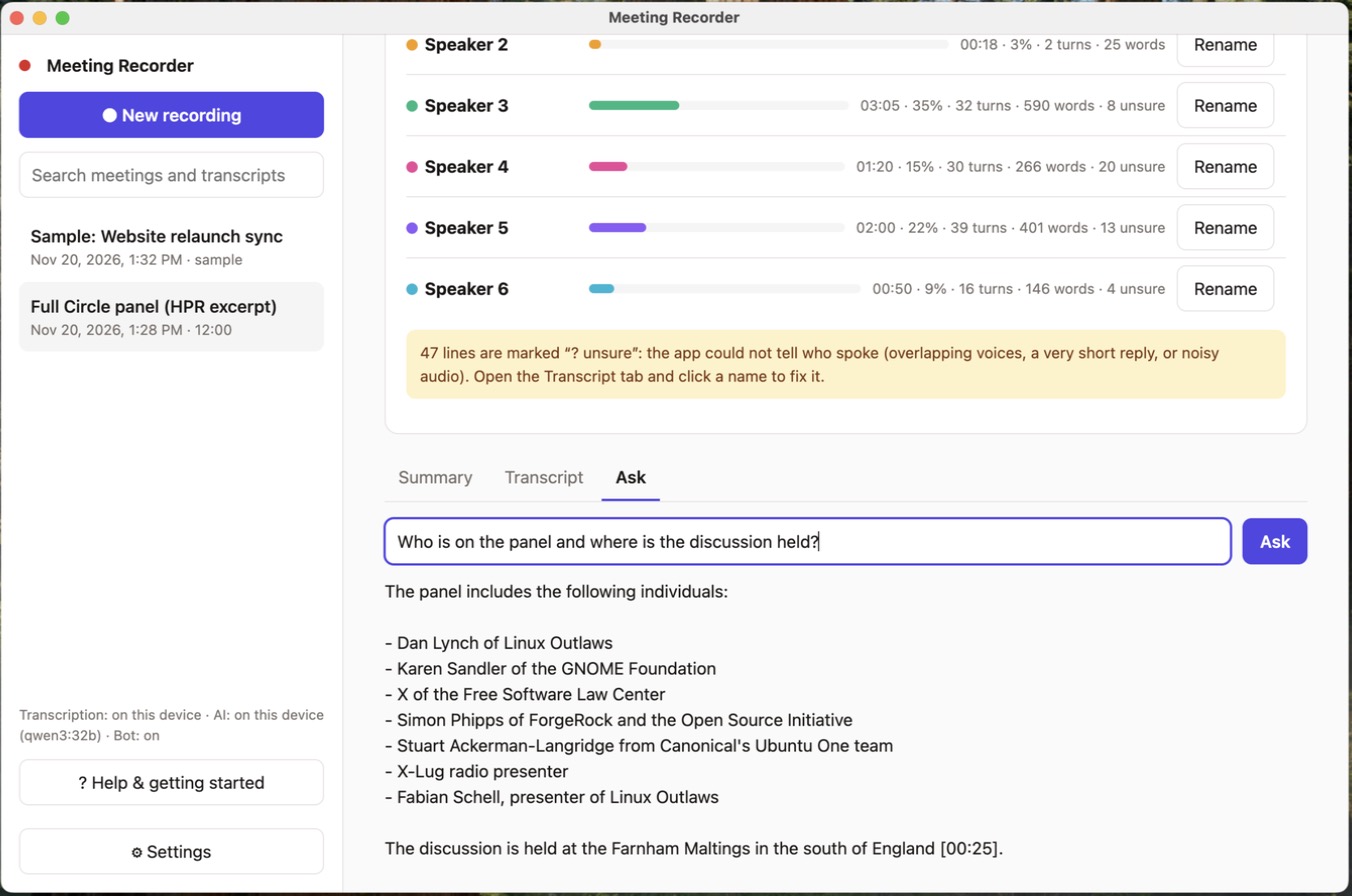 Meeting Recorder
Meeting Recorder
New recording
Search meetings and transcripts
Sample: Website relaunch sync
Nov 20, 2026, 1:32 PM · sample
Full Circle panel (HPR excerpt)
Nov 20, 2026, 1:28 PM · 12:00
Transcription: on this device · AI: on this device
(qwen3:32b) · Bot: on
? Help & getting started
⚙ Settings
Speaker 2 00:18 · 3% · 2 turns · 25 words Rename
Speaker 3 03:05 · 35% · 32 turns · 590 words · 8 unsure Rename
Speaker 4 01:20 · 15% · 30 turns · 266 words · 20 unsure Rename
Speaker 5 02:00 · 22% · 39 turns · 401 words · 13 unsure Rename
Speaker 6 00:50 · 9% · 16 turns · 146 words · 4 unsure Rename
47 lines are marked “? unsure”: the app could not tell who spoke (overlapping voices, a very short reply, or noisy
audio). Open the Transcript tab and click a name to fix it.
Summary Transcript Ask
Who is on the panel and where is the discussion held? Ask
The panel includes the following individuals:
- Dan Lynch of Linux Outlaws
- Karen Sandler of the GNOME Foundation
- X of the Free Software Law Center
- Simon Phipps of ForgeRock and the Open Source Initiative
- Stuart Ackerman-Langridge from Canonical's Ubuntu One team
- X-Lug radio presenter
- Fabian Schell, presenter of Linux Outlaws
The discussion is held at the Farnham Maltings in the south of England [00:25].